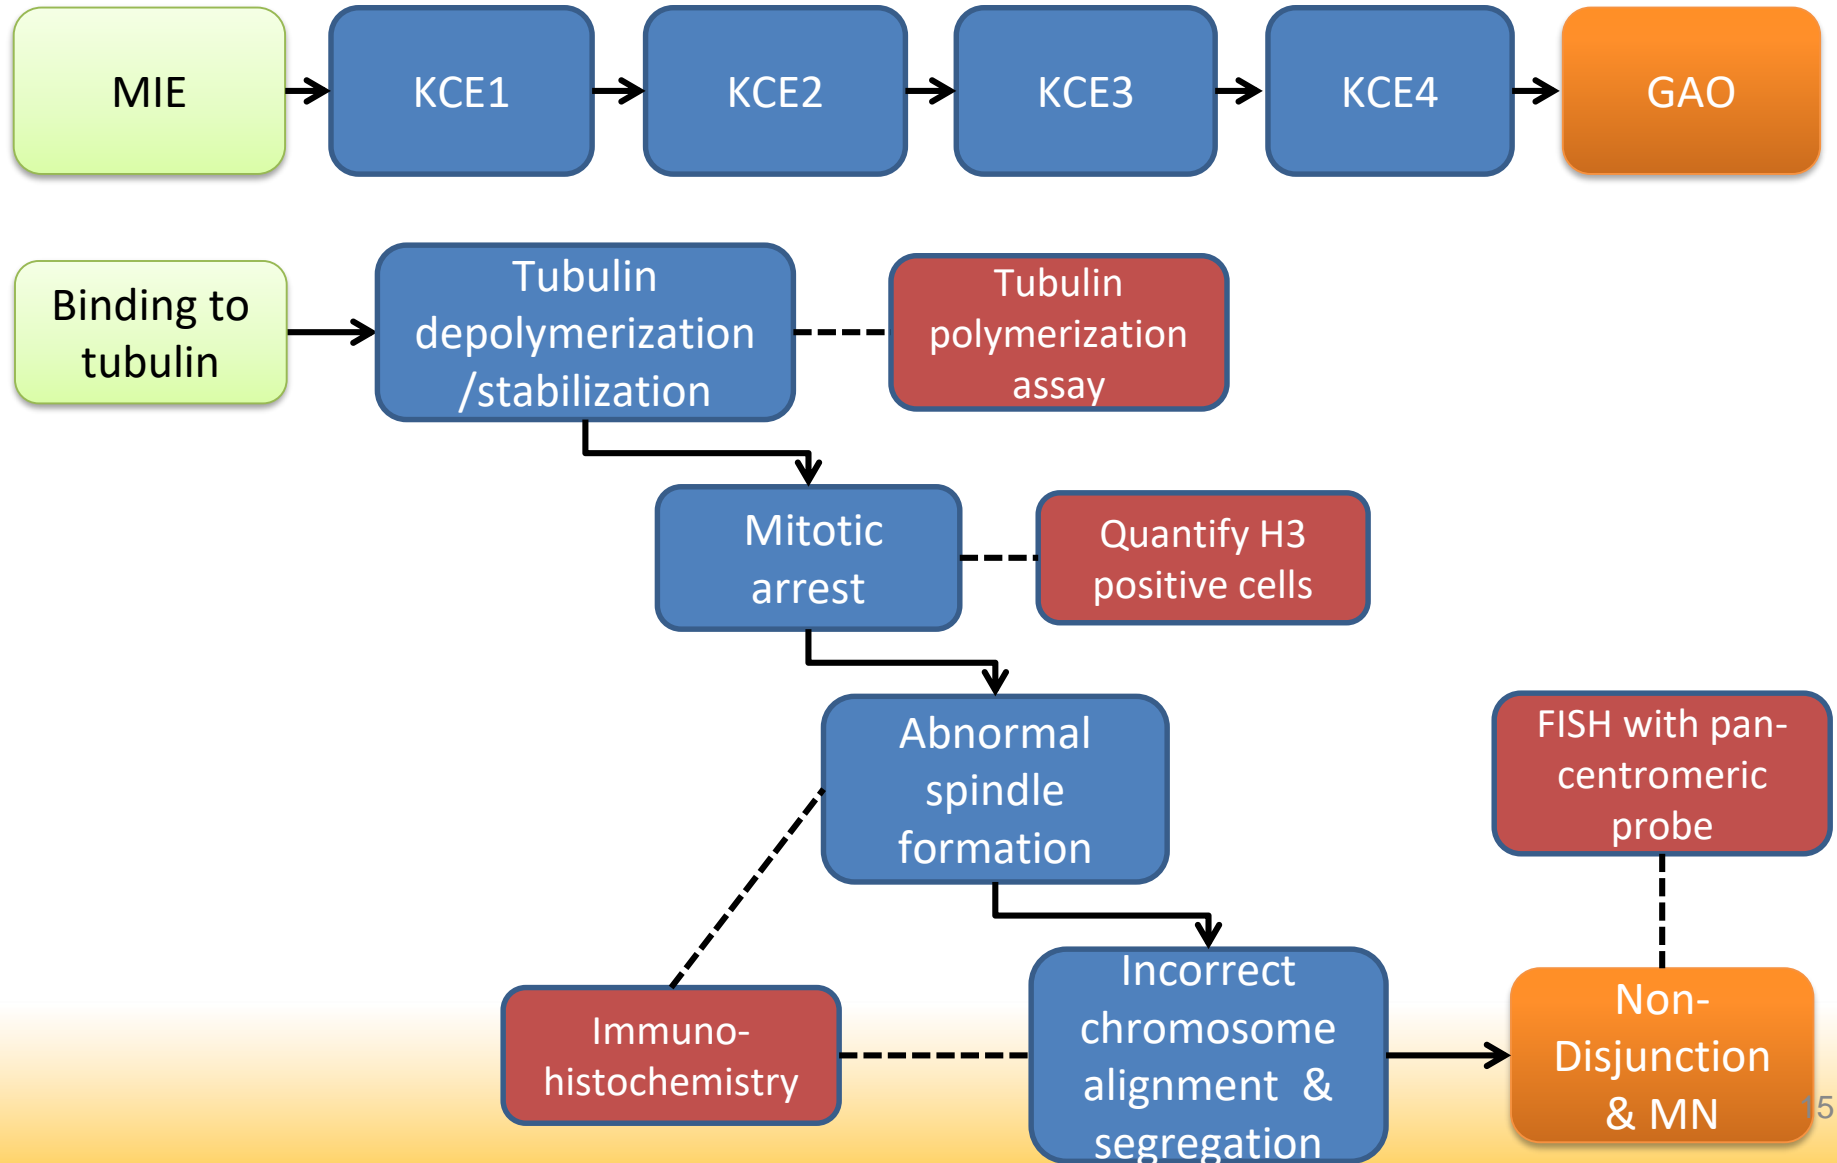 MIE
KCE1
KCE2
KCE3
KCE4
GAO
Binding to
tubulin
Tubulin
depolymerization
/stabilization
Tubulin
polymerization
assay
Mitotic
arrest
Quantify H3
positive cells
Abnormal
spindle
formation
FISH with pan-
centromeric
probe
Immuno-
histochemistry
Incorrect
chromosome
alignment &
segregation
Non-
Disjunction
& MN
15